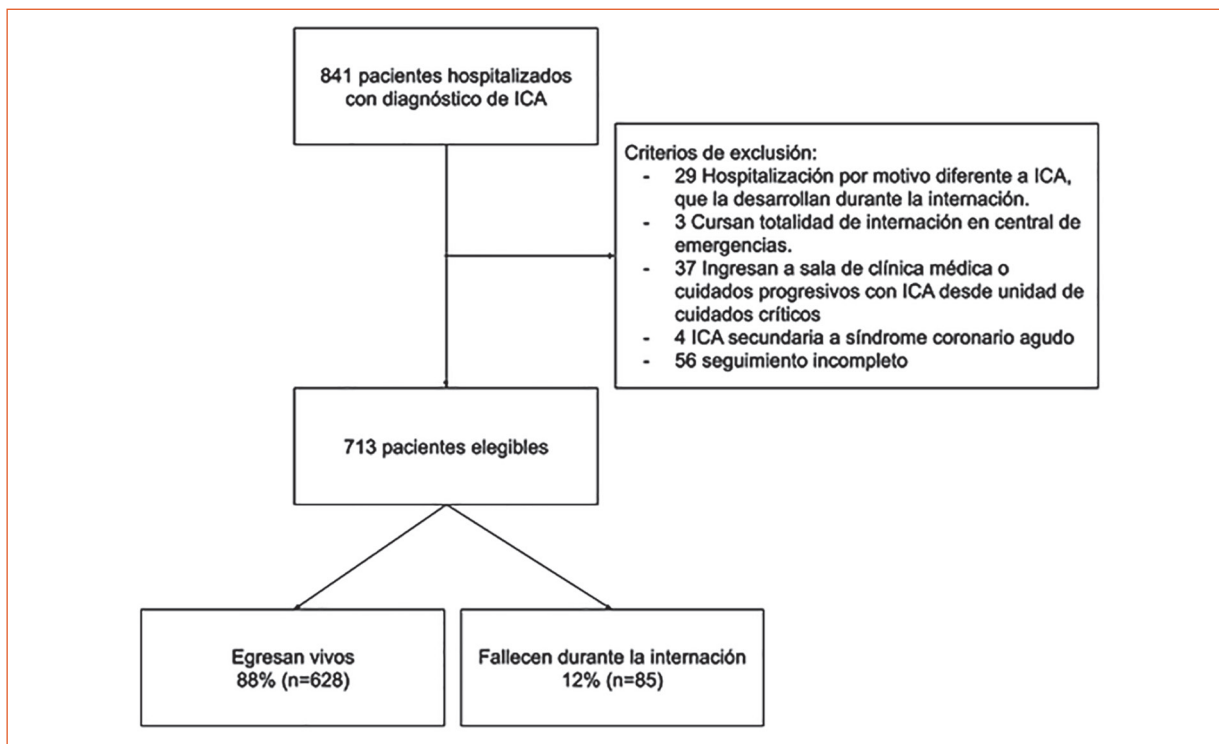 841 pacientes hospitalizados
con diagnóstico de ICA
Criterios de exclusión:
- 29 Hospitalización por motivo diferente a ICA,
que la desarrollan durante la internación.
- 3 Cursan totalidad de internación en central de
emergencias.
- 37 Ingresan a sala de clínica médica o
cuidados progresivos con ICA desde unidad de
cuidados críticos
- 4 ICA secundaria a síndrome coronario agudo
- 56 seguimiento incompleto
713 pacientes elegibles
Egresan vivos
88% (n=628)
Fallecen durante la internación
12% (n=85)